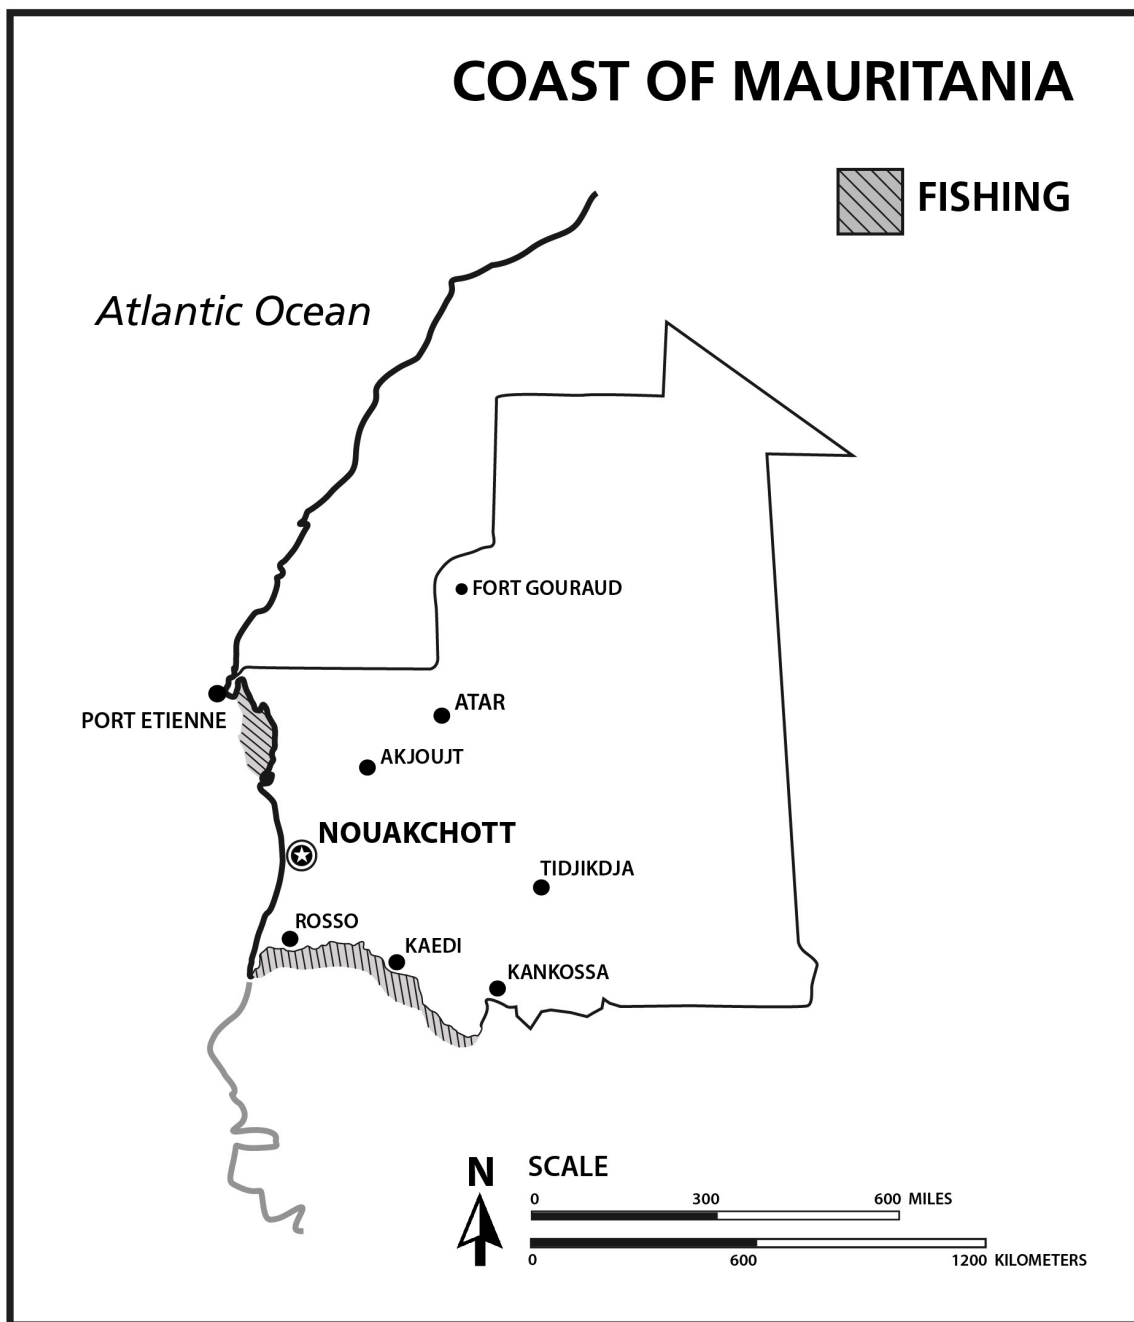 COAST OF MAURITANIA
FISHING
Atlantic Ocean
FORT GOURAUD
ATAR
PORT ETIENNE
AKJOUJT
NOUAKCHOTT
TIDJIKDJA
ROSSO
KAEDI
KANKOSSA
N
SCALE
0 300 600 MILES
0 600 1200 KILOMETERS